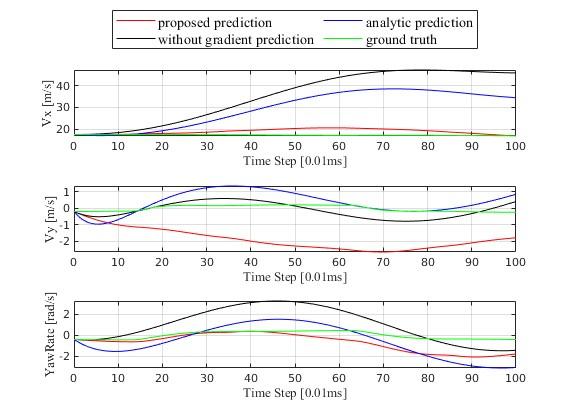 proposed prediction analytic prediction
without gradient prediction ground truth
Vx [m/s]
40
30
20
0 10 20 30 40 50 60 70 80 90 100
Time Step [0.01ms]
Vy [m/s]
1
0
-1
-2
0 10 20 30 40 50 60 70 80 90 100
Time Step [0.01ms]
YawRate [rad/s]
2
0
-2
0 10 20 30 40 50 60 70 80 90 100
Time Step [0.01ms]